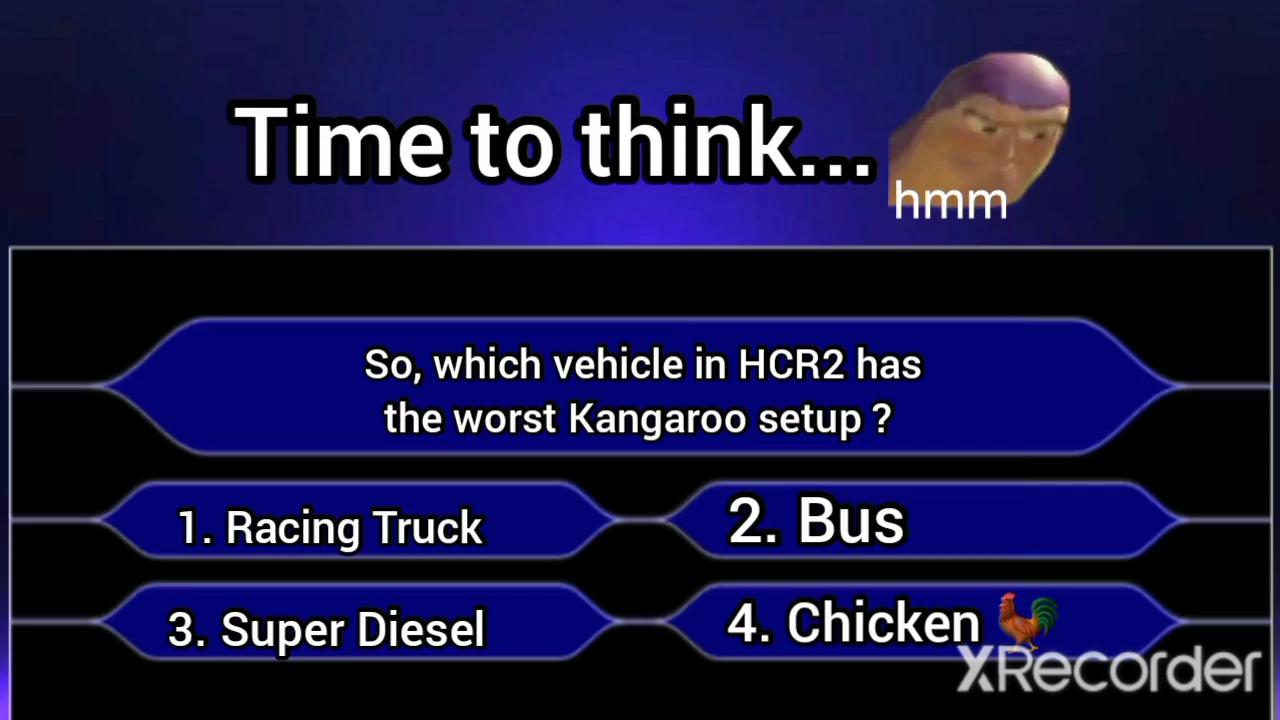 Time to think...
hmm
So, which vehicle in HCR2 has
the worst Kangaroo setup ?
1. Racing Truck
2. Bus
3. Super Diesel
4. Chicken 🐓
XRecorder